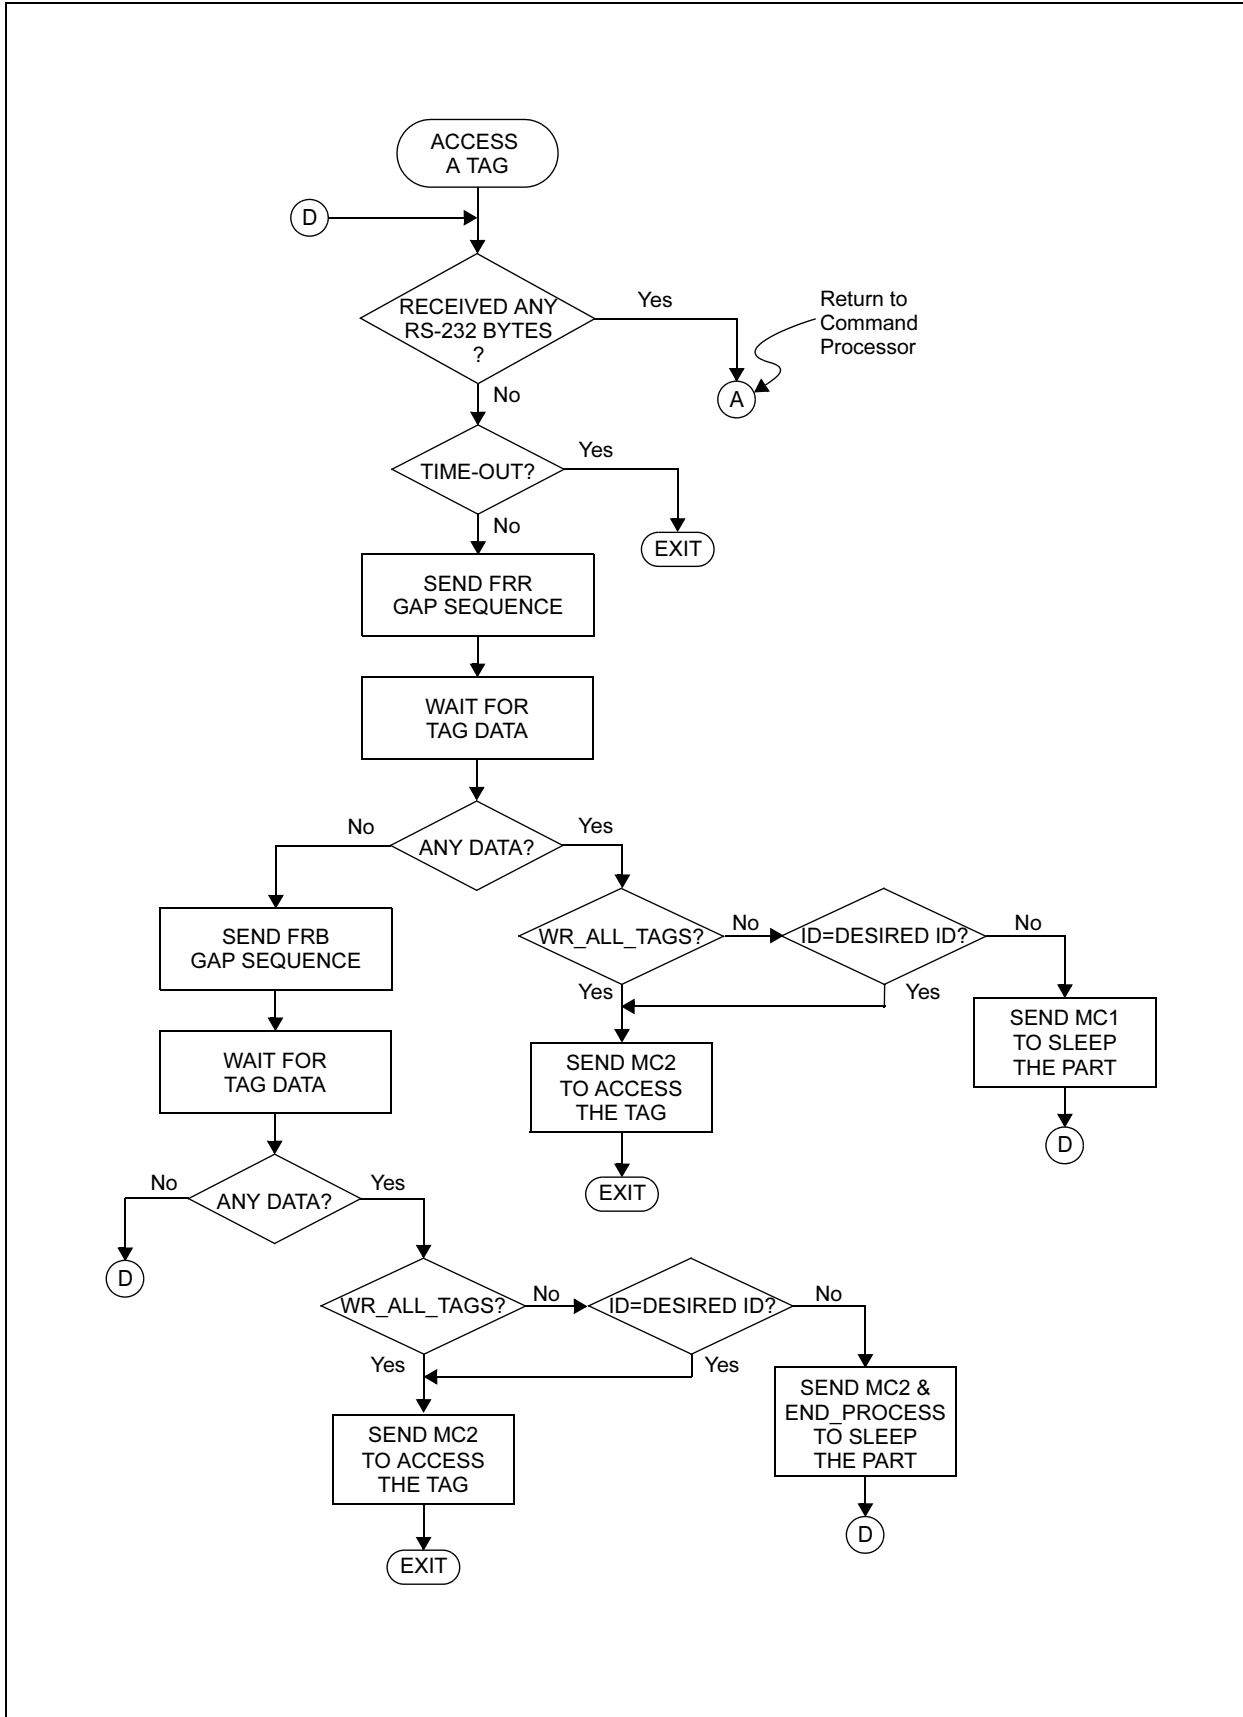 ACCESS
A TAG
D
RECEIVED ANY
RS-232 BYTES
?
Yes
Return to
Command
Processor
A
No
TIME-OUT?
Yes
No
EXIT
SEND FRR
GAP SEQUENCE
WAIT FOR
TAG DATA
No
ANY DATA?
Yes
SEND FRB
GAP SEQUENCE
WR_ALL_TAGS?
No
ID=DESIRED ID?
No
Yes
Yes
SEND MC1
TO SLEEP
THE PART
WAIT FOR
TAG DATA
SEND MC2
TO ACCESS
THE TAG
D
EXIT
No
ANY DATA?
Yes
D
WR_ALL_TAGS?
No
ID=DESIRED ID?
No
Yes
Yes
SEND MC2 &
END_PROCESS
TO SLEEP
THE PART
SEND MC2
TO ACCESS
THE TAG
D
EXIT